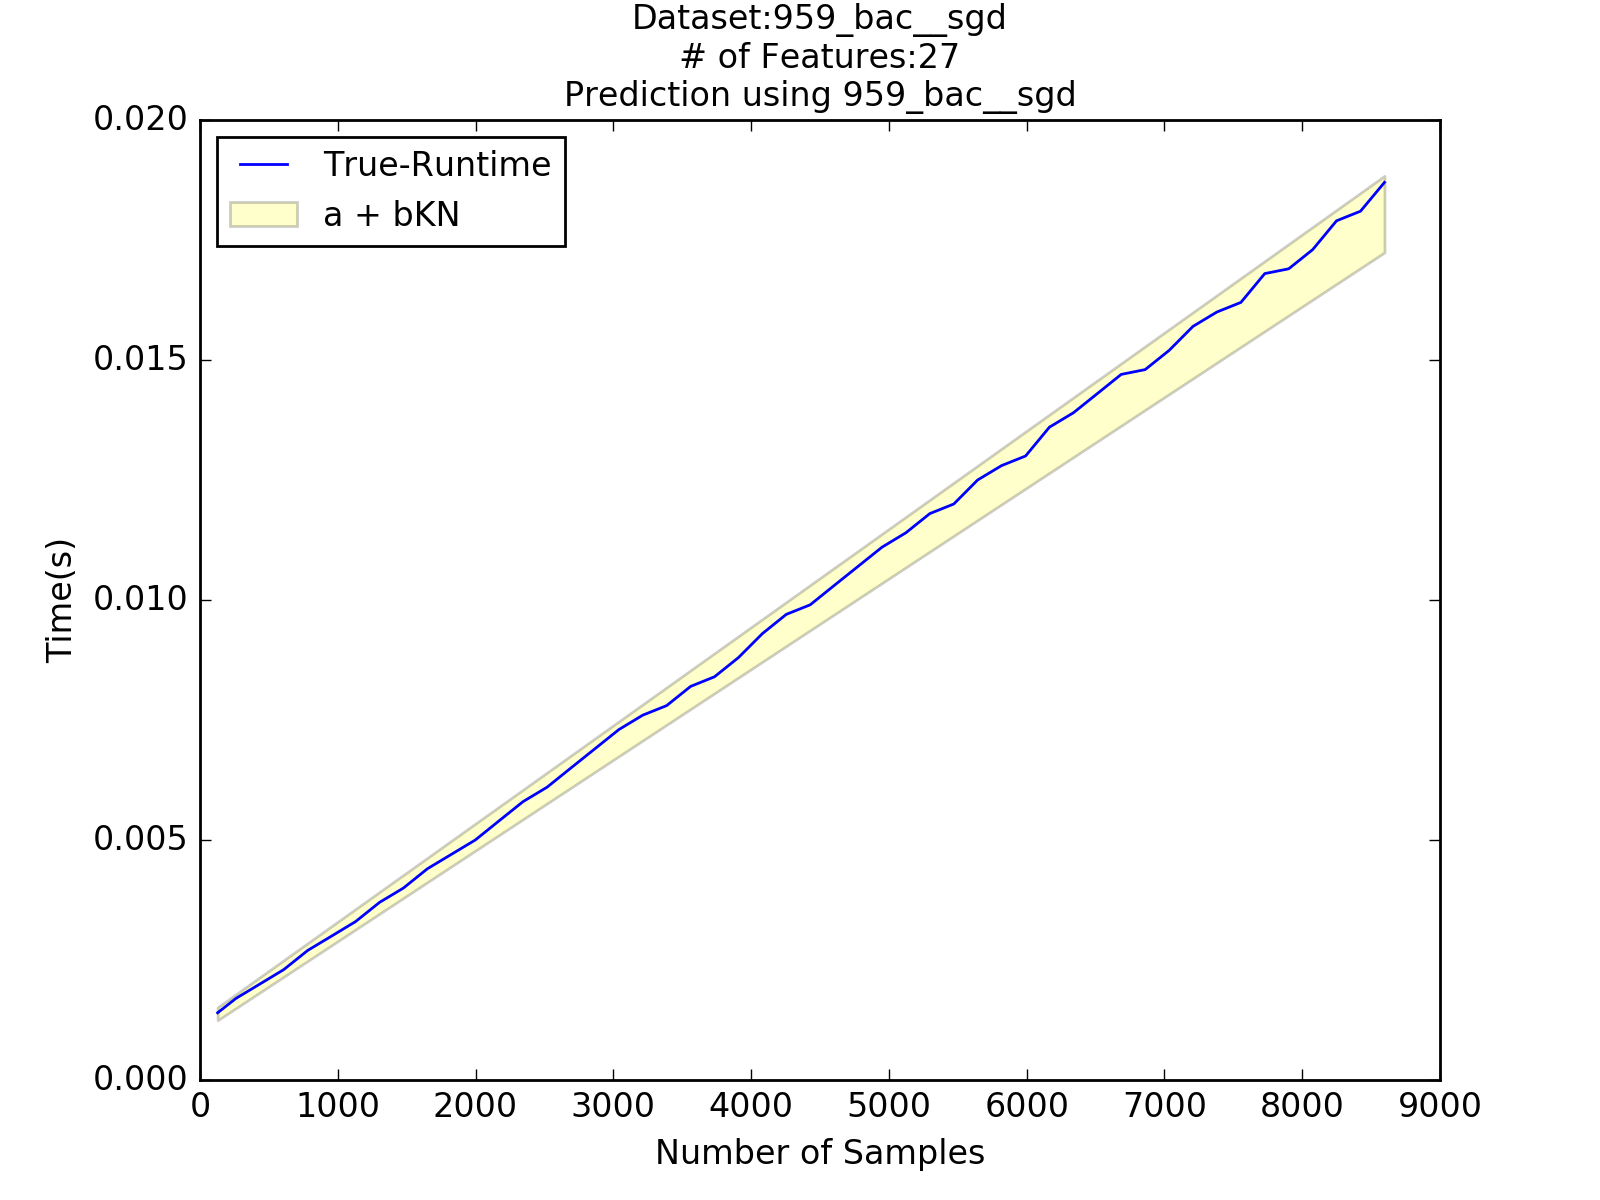 Dataset:959_bac__sgd
# of Features:27
Prediction using 959_bac__sgd
True-Runtime
a + bKN
0.020
0.015
0.010
0.005
0.000
Time(s)
0 1000 2000 3000 4000 5000 6000 7000 8000 9000
Number of Samples